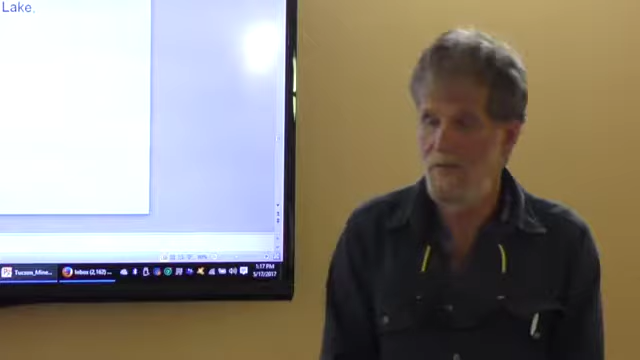 Lake,
Tucson_Mine... Inbox (2,162) ... 1:17 PM
5/17/2017